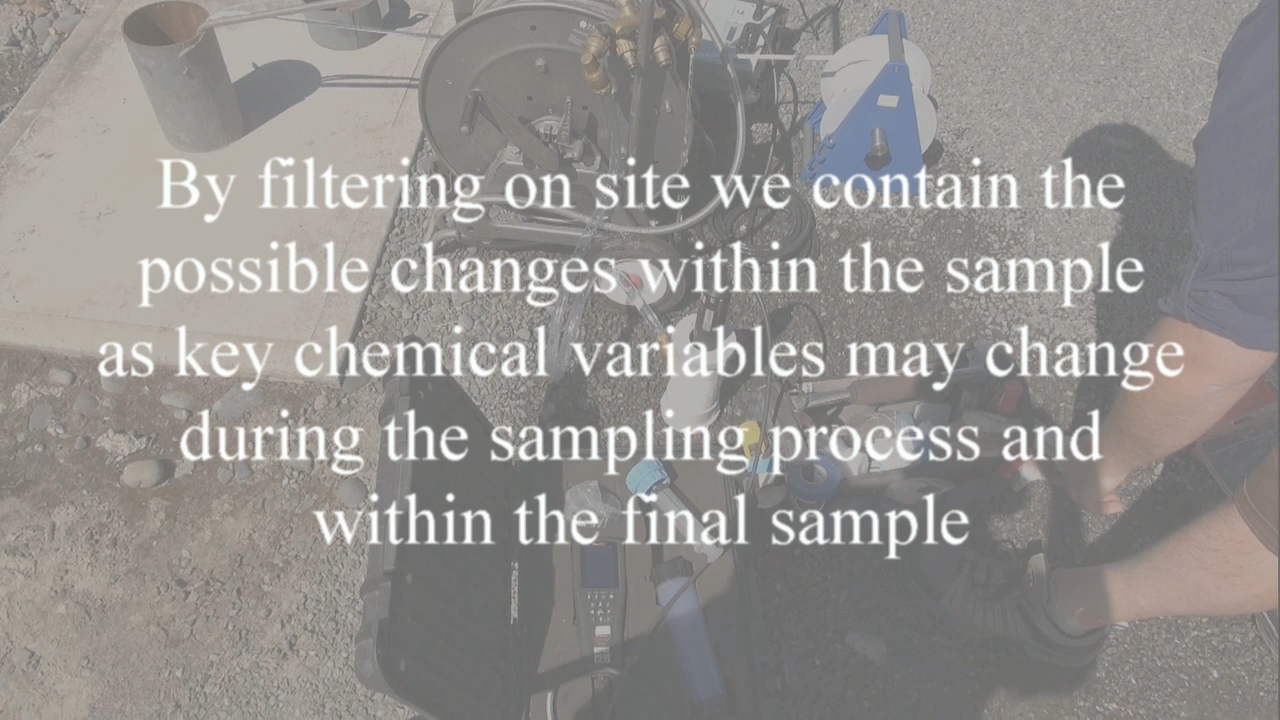 By filtering on site we contain the
possible changes within the sample
as key chemical variables may change
during the sampling process and
within the final sample